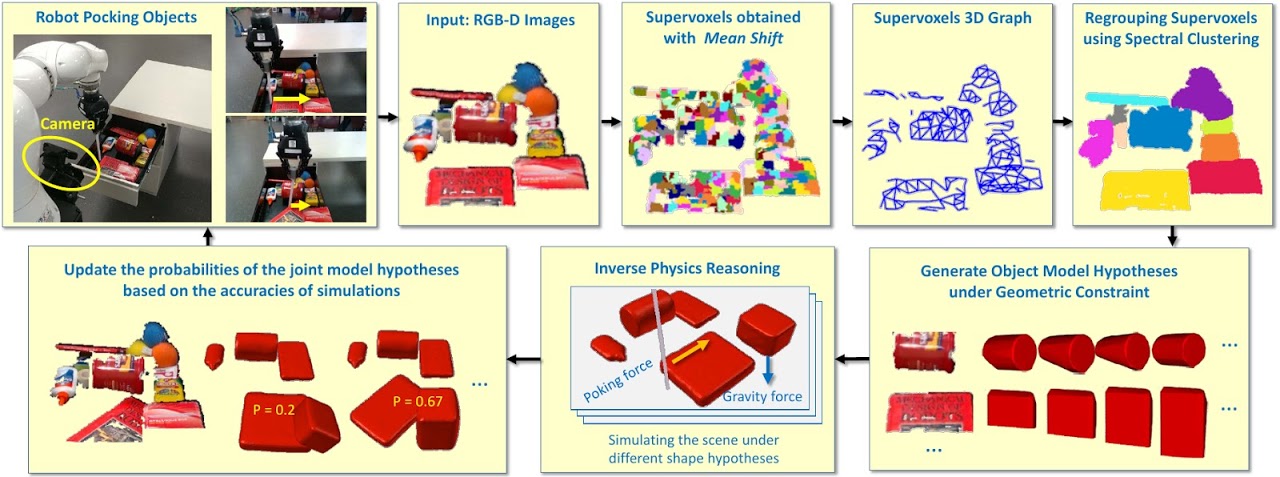 Robot Pocking Objects
Camera
Input: RGB-D Images
Supervoxels obtained
with Mean Shift
Supervoxels 3D Graph
Regrouping Supervoxels
using Spectral Clustering
Generate Object Model Hypotheses
under Geometric Constraint
...
...
...
Inverse Physics Reasoning
Poking force
Gravity force
Simulating the scene under
different shape hypotheses
Update the probabilities of the joint model hypotheses
based on the accuracies of simulations
P = 0.2
P = 0.67
...